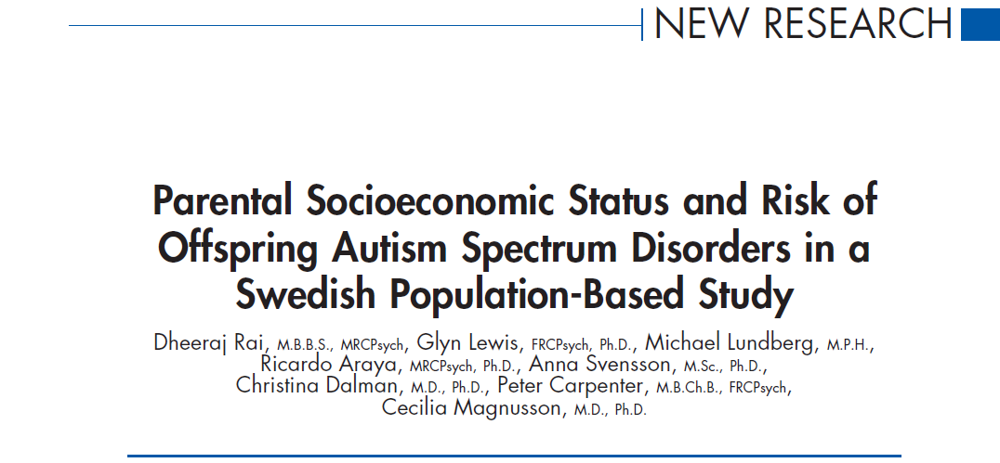 NEW RESEARCH
Parental Socioeconomic Status and Risk of
Offspring Autism Spectrum Disorders in a
Swedish Population-Based Study
Dheeraj Rai, M.B.B.S., MRCPsych, Glyn Lewis, FRCPsych, Ph.D., Michael Lundberg, M.P.H.,
Ricardo Araya, MRCPsych, Ph.D., Anna Svensson, M.Sc., Ph.D.,
Christina Dalman, M.D., Ph.D., Peter Carpenter, M.B.Ch.B., FRCPsych,
Cecilia Magnusson, M.D., Ph.D.